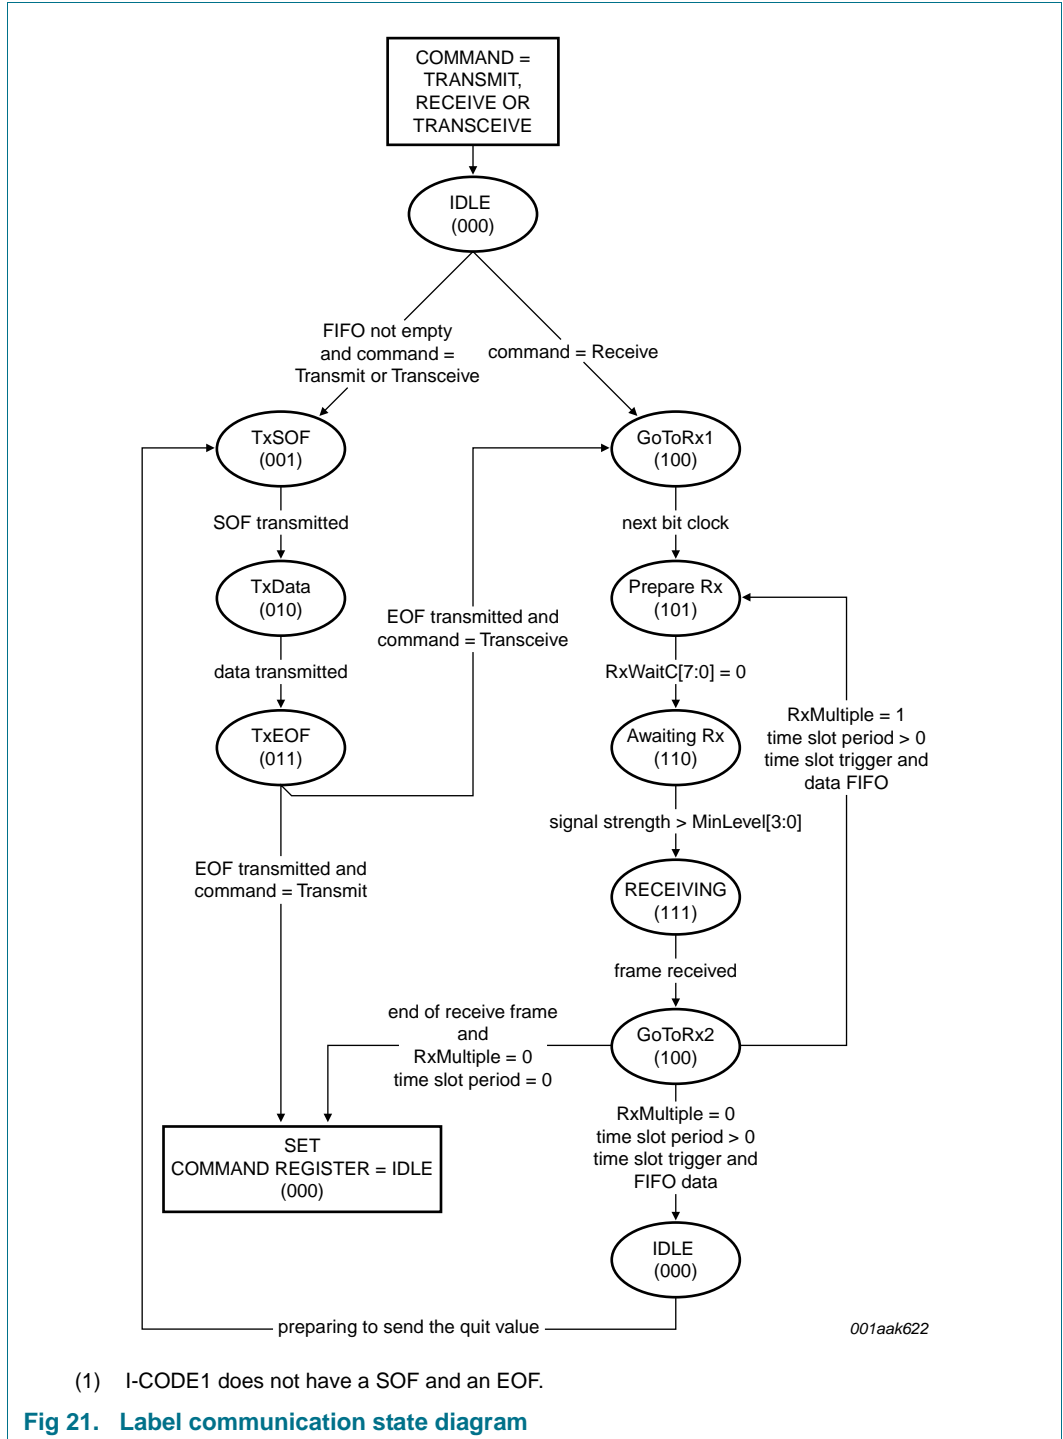 COMMAND =
TRANSMIT,
RECEIVE OR
TRANSCEIVE
IDLE
(000)
FIFO not empty
and command =
Transmit or Transceive
command = Receive
TxSOF
(001)
GoToRx1
(100)
SOF transmitted
next bit clock
TxData
(010)
Prepare Rx
(101)
EOF transmitted and
command = Transceive
data transmitted
RxWaitC[7:0] = 0
TxEOF
(011)
Awaiting Rx
(110)
RxMultiple = 1
time slot period > 0
time slot trigger and
data FIFO
signal strength > MinLevel[3:0]
EOF transmitted and
command = Transmit
RECEIVING
(111)
frame received
end of receive frame
and
RxMultiple = 0
time slot period = 0
GoToRx2
(100)
RxMultiple = 0
time slot period > 0
time slot trigger and
FIFO data
SET
COMMAND REGISTER = IDLE
(000)
IDLE
(000)
preparing to send the quit value
001aak622
(1) I-CODE1 does not have a SOF and an EOF.
Fig 21. Label communication state diagram